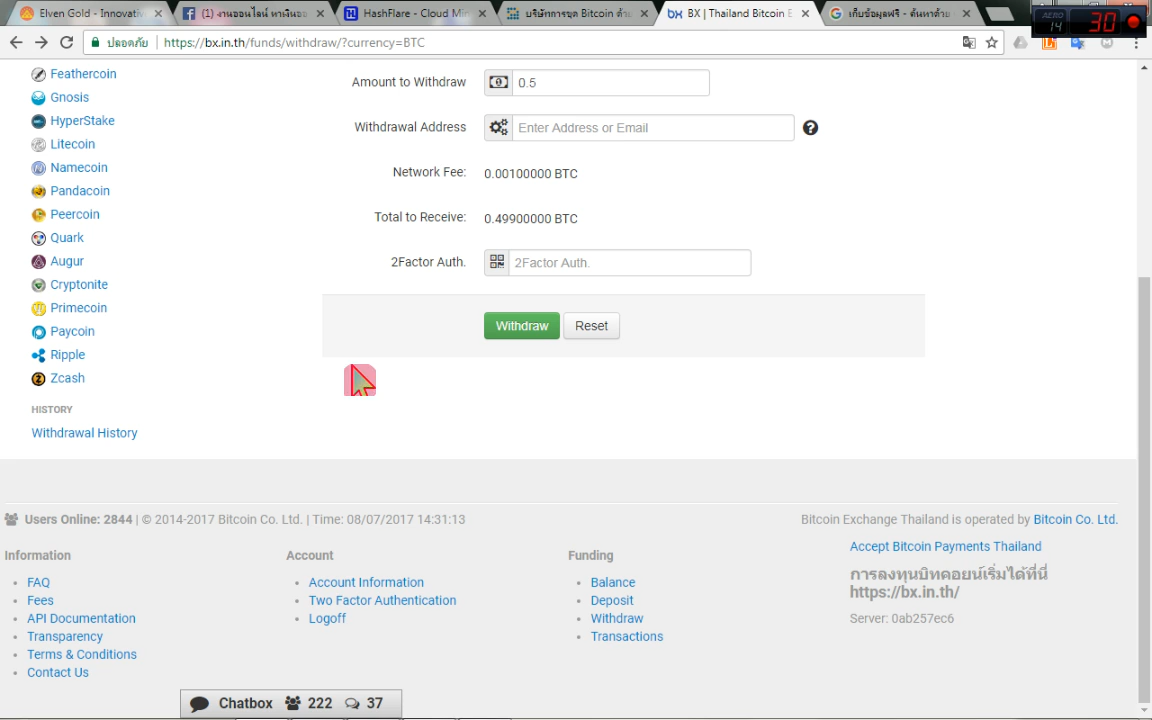 Elven Gold - Innovativ
(1) งานออนไลน์ หาเงินออ
HashFlare - Cloud Min
บริษัทการขุด Bitcoin ด้วย
BX | Thailand Bitcoin E
เก็บข้อมูลฟรี - ค้นหาด้วย
AERO
14
30
ปลอดภัย
https://bx.in.th/funds/withdraw/?currency=BTC
Feathercoin
Gnosis
HyperStake
Litecoin
Namecoin
Pandacoin
Peercoin
Quark
Augur
Cryptonite
Primecoin
Paycoin
Ripple
Zcash
HISTORY
Withdrawal History
Amount to Withdraw 0.5
Withdrawal Address Enter Address or Email
Network Fee: 0.00100000 BTC
Total to Receive: 0.49900000 BTC
2Factor Auth. 2Factor Auth.
Withdraw Reset
Users Online: 2844 | © 2014-2017 Bitcoin Co. Ltd. | Time: 08/07/2017 14:31:13
Bitcoin Exchange Thailand is operated by Bitcoin Co. Ltd.
Information
FAQ
Fees
API Documentation
Transparency
Terms & Conditions
Contact Us
Account
Account Information
Two Factor Authentication
Logoff
Funding
Balance
Deposit
Withdraw
Transactions
Accept Bitcoin Payments Thailand
การลงทุนบิทคอยน์เริ่มได้ที่นี่
https://bx.in.th/
Server: 0ab257ec6
Chatbox 222 37